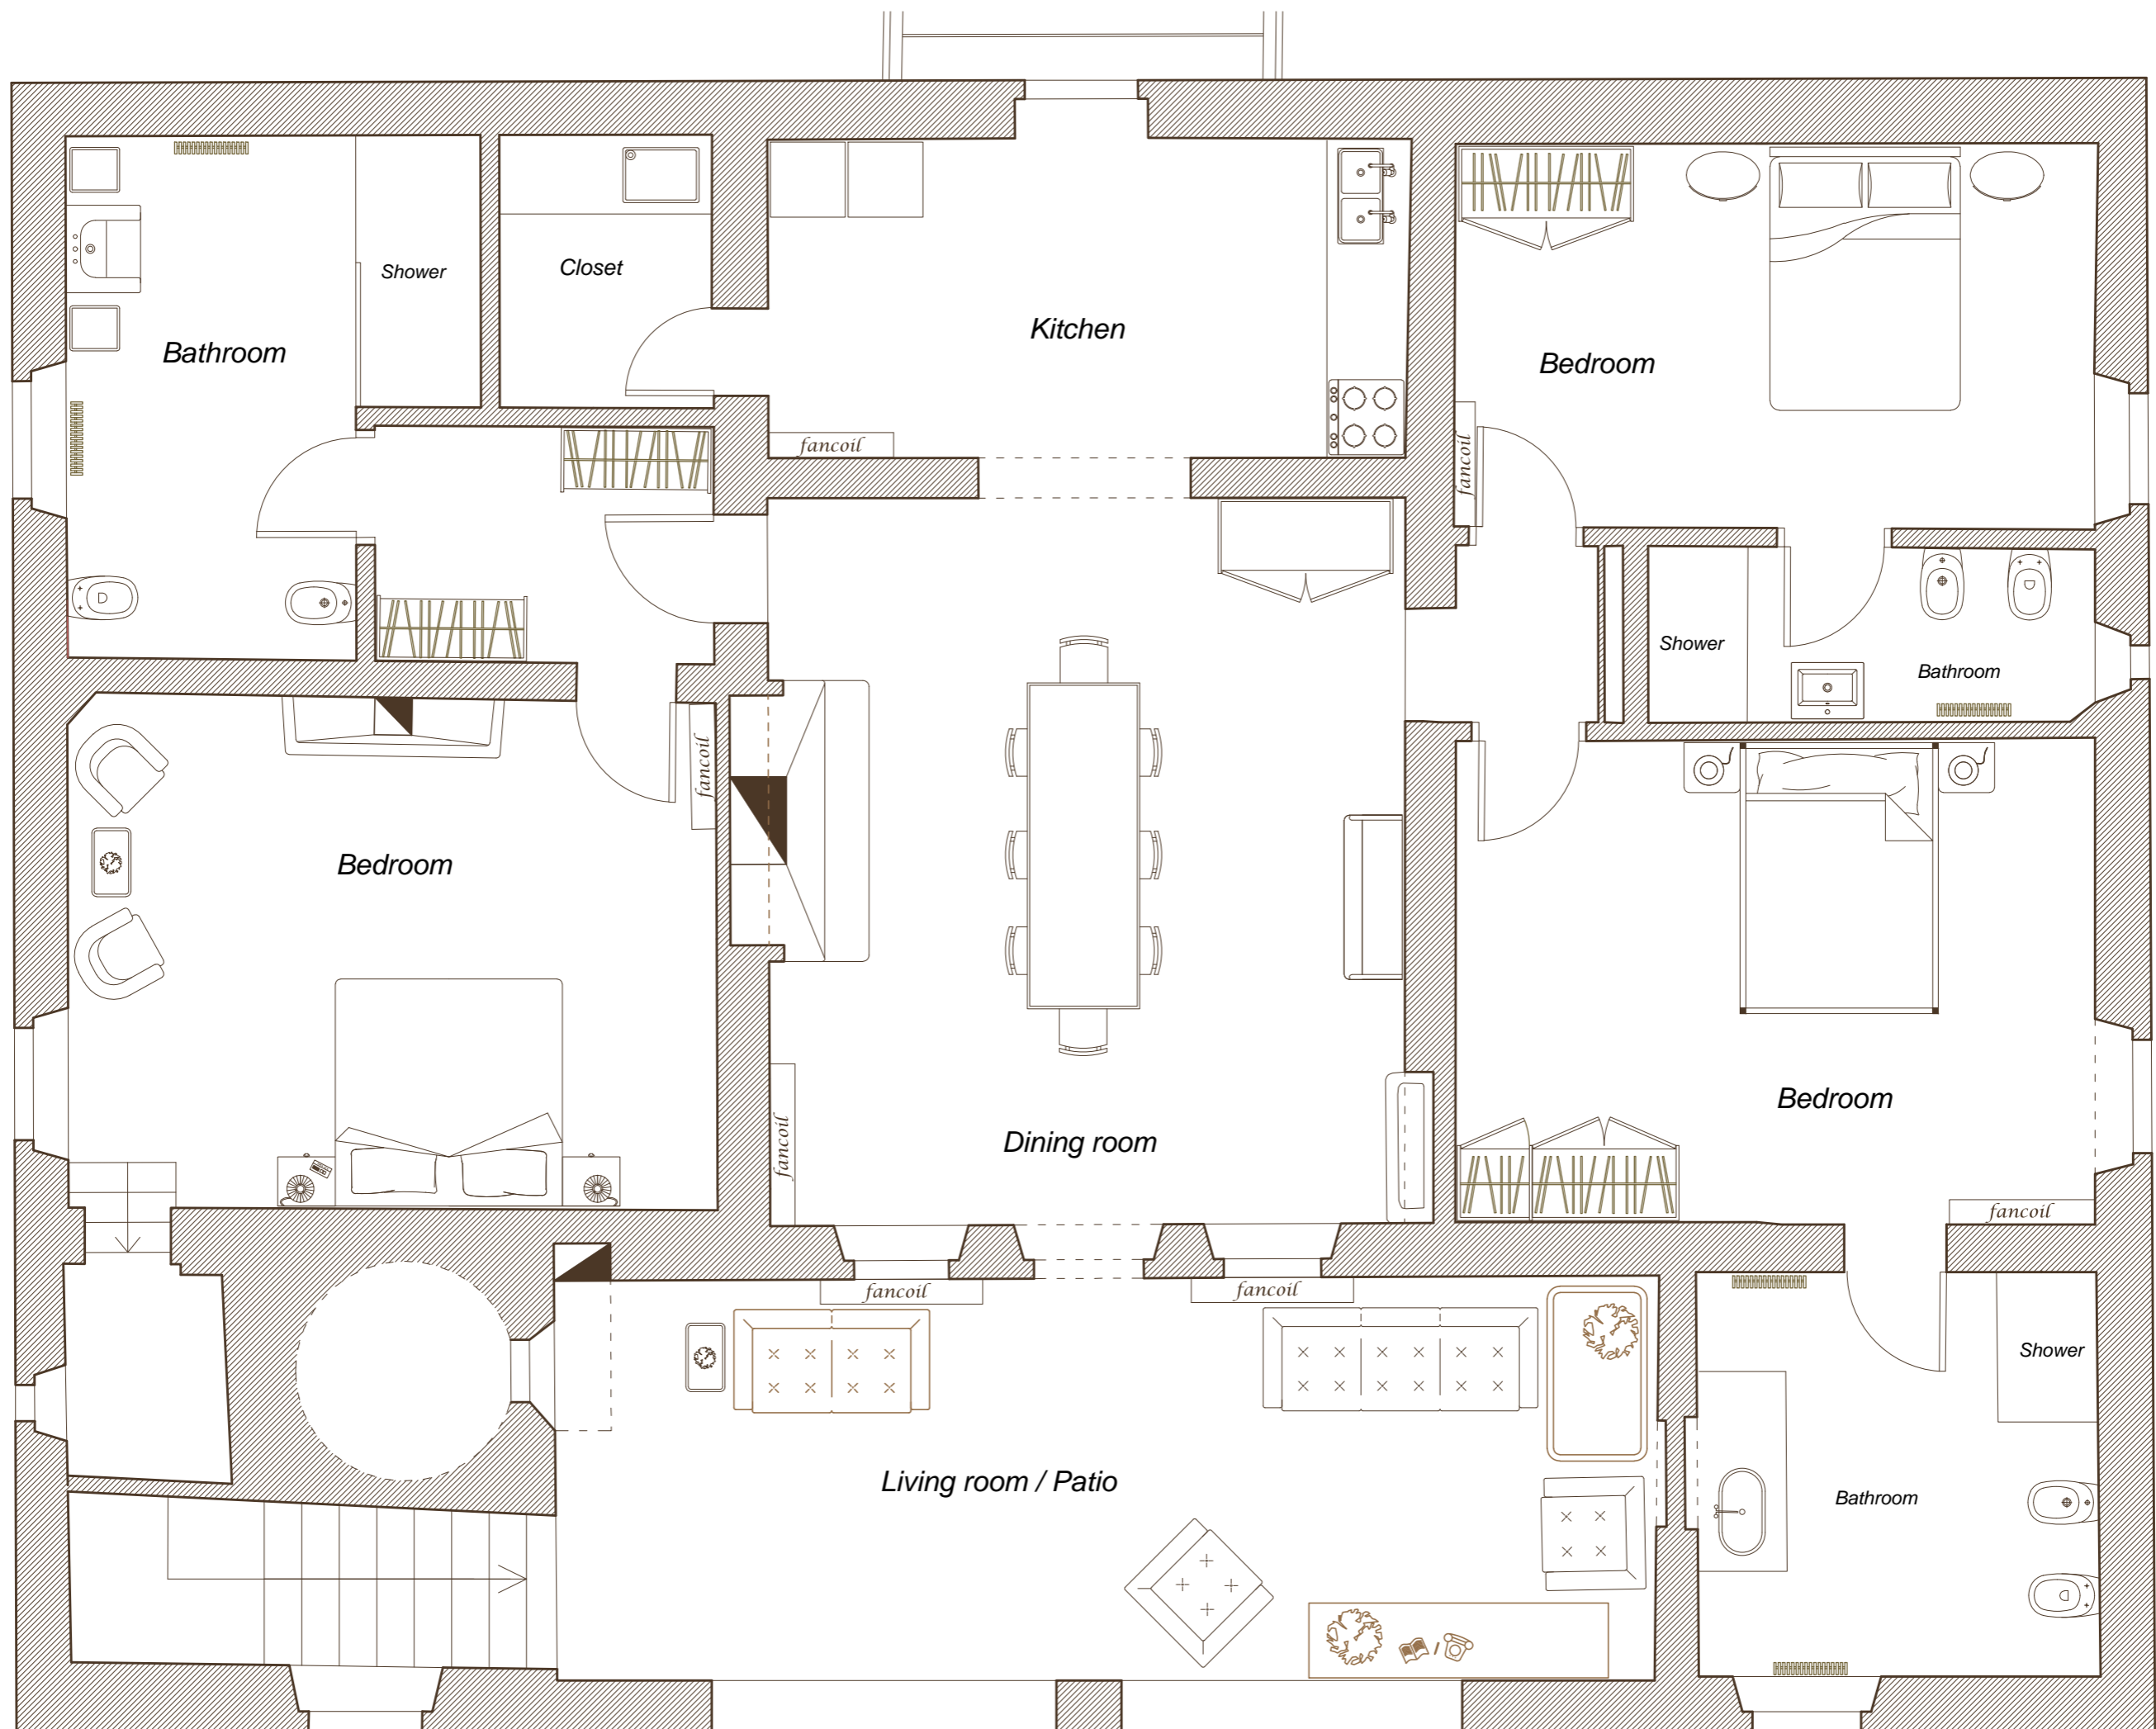 Shower
Closet
Kitchen
Bathroom
Bedroom
fancoil
fancoil
Shower
Bathroom
fancoil
Bedroom
Bedroom
Dining room
fancoil
fancoil
fancoil
fancoil
Shower
Living room / Patio
Bathroom